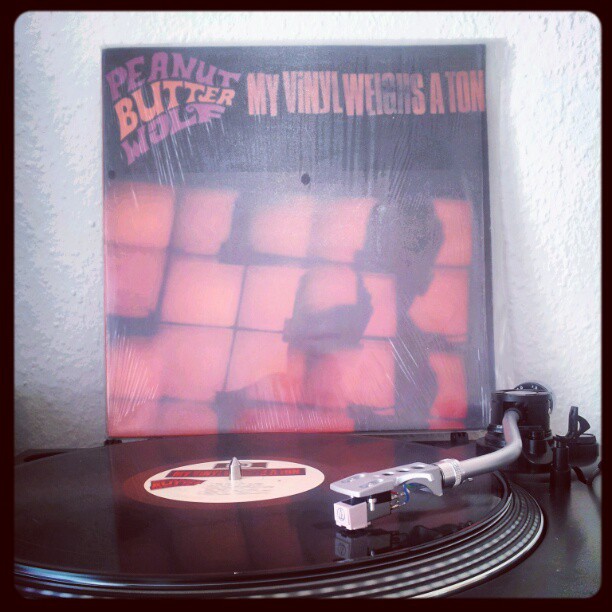 PEANUT
BUTTER
WOLF
MY VINYL WEIGHS A TON